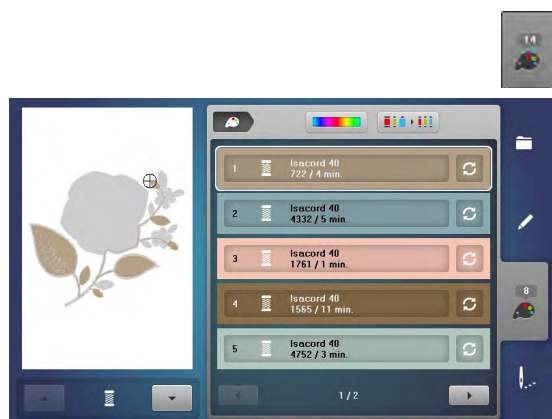 14
1
Isacord 40
722 / 4 min.
2
Isacord 40
4332 / 5 min.
3
Isacord 40
1761 / 1 min.
4
Isacord 40
1565 / 11 min.
5
Isacord 40
4752 / 3 min.
8
1 / 2